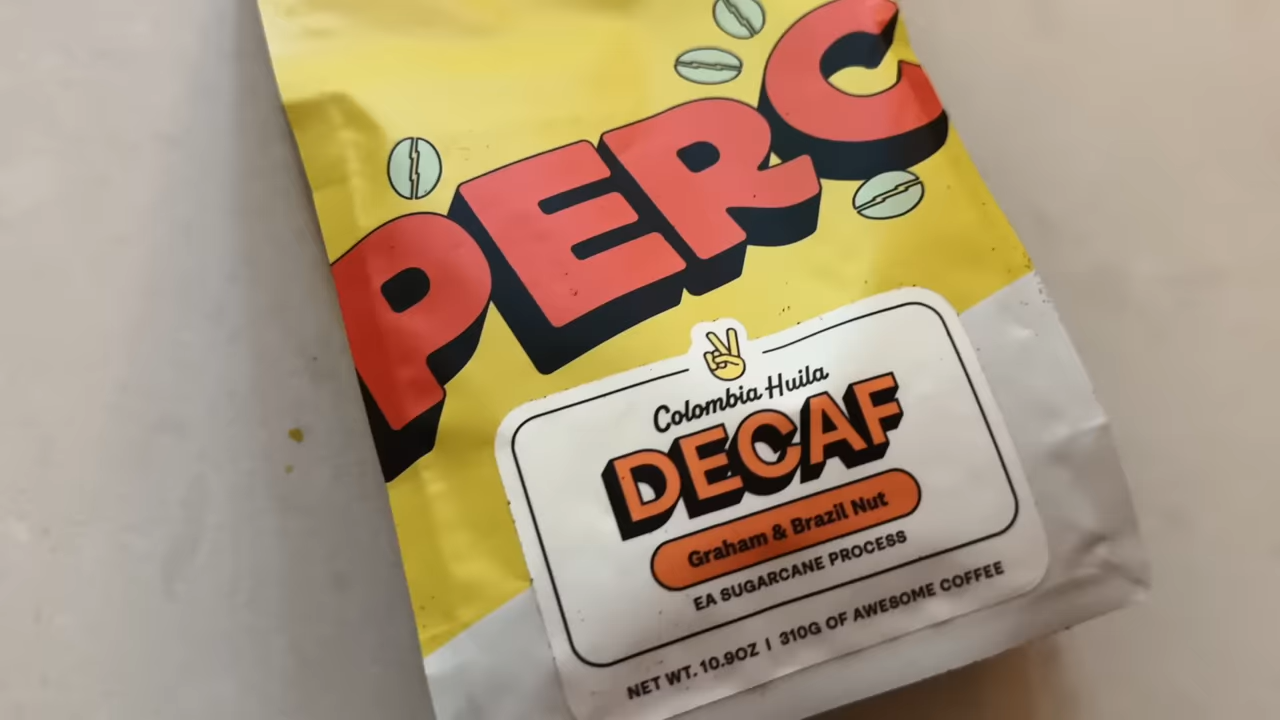 PERC
Colombia Huila
DECAF
Graham & Brazil Nut
EA SUGARCANE PROCESS
NET WT. 10.9OZ | 310G OF AWESOME COFFEE